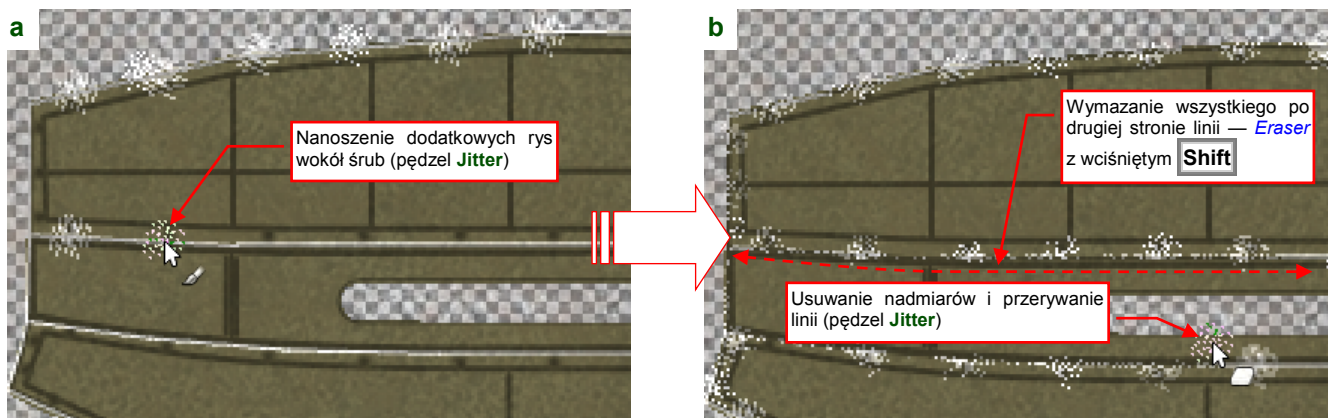 a
Nanoszenie dodatkowych rys
wokół śrub (pędzel Jitter)
b
Wymazanie wszystkiego po
drugiej stronie linii — Eraser
z wciśniętym Shift
Usuwanie nadmiarów i przerywanie
linii (pędzel Jitter)